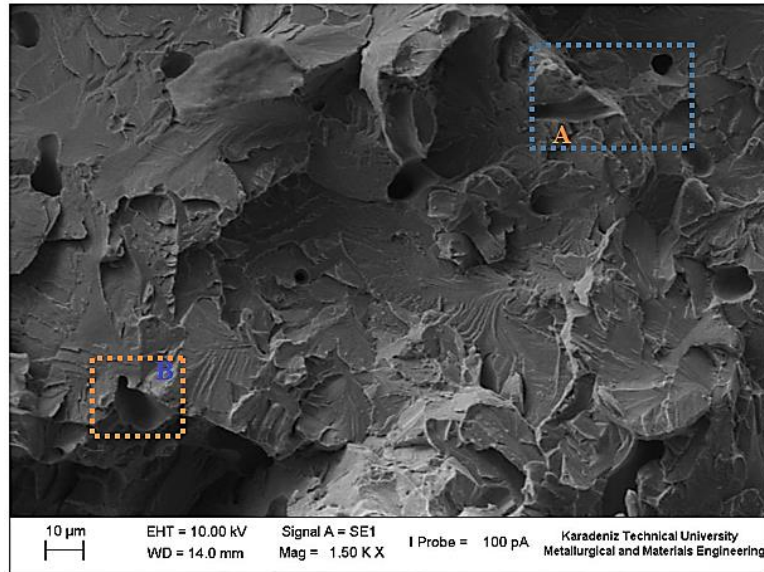 A
B
10 µm
EHT = 10.00 kV
WD = 14.0 mm
Signal A = SE1
Mag = 1.50 K X
I Probe = 100 pA
Karadeniz Technical University
Metallurgical and Materials Engineering